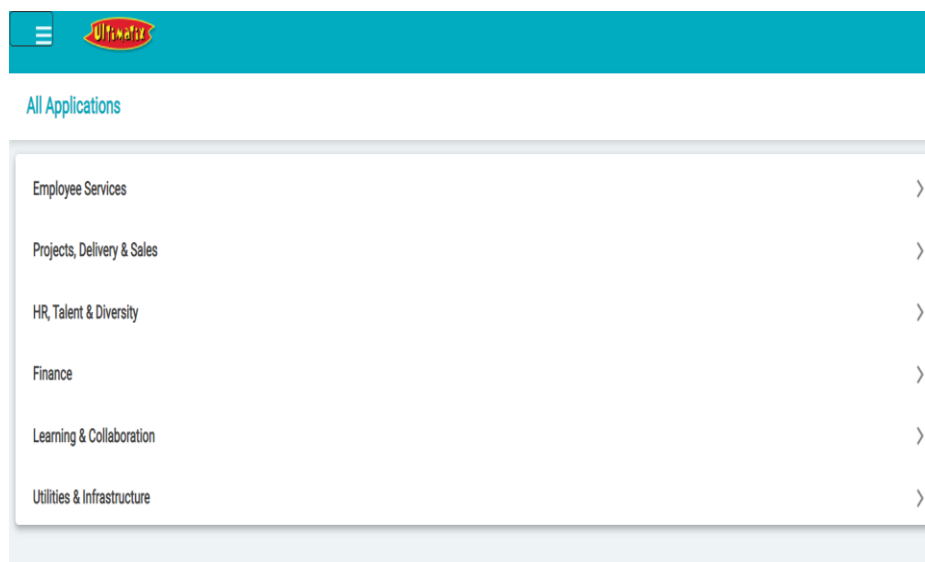 Ultimatix
All Applications
Employee Services
Projects, Delivery & Sales
HR, Talent & Diversity
Finance
Learning & Collaboration
Utilities & Infrastructure